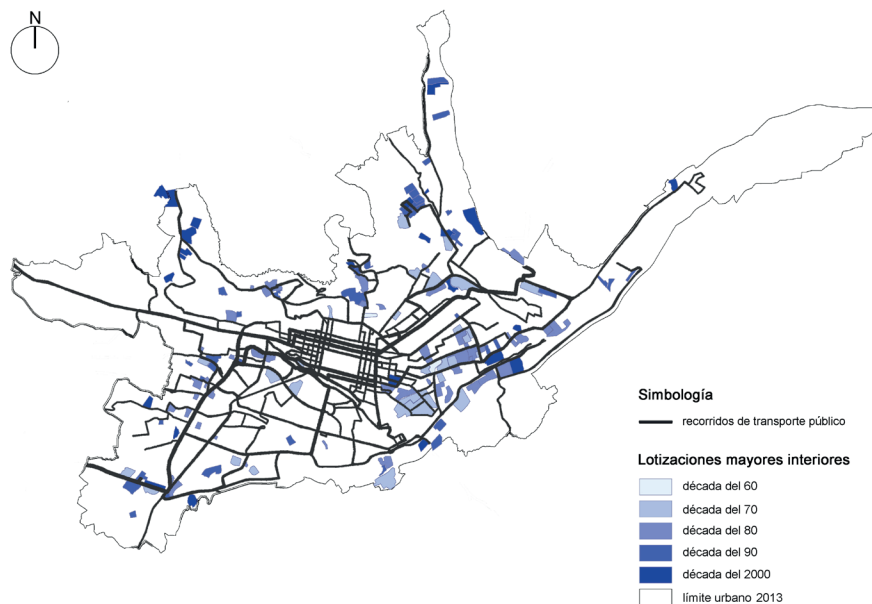 N
Simbología
recorridos de transporte público
Lotizaciones mayores interiores
década del 60
década del 70
década del 80
década del 90
década del 2000
límite urbano 2013